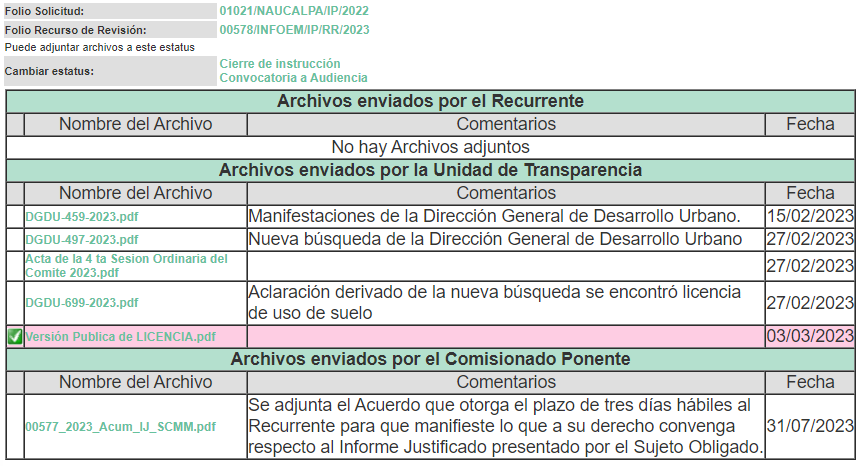 Folio Solicitud: 01021/NAUCALPA/IP/2022
Folio Recurso de Revisión: 00578/INFOEM/IP/RR/2023
Puede adjuntar archivos a este estatus
Cambiar estatus: Cierre de instrucción
Convocatoria a Audiencia
Archivos enviados por el Recurrente
Nombre del Archivo Comentarios Fecha
No hay Archivos adjuntos
Archivos enviados por la Unidad de Transparencia
Nombre del Archivo Comentarios Fecha
DGDU-459-2023.pdf Manifestaciones de la Dirección General de Desarrollo Urbano. 15/02/2023
DGDU-497-2023.pdf Nueva búsqueda de la Dirección General de Desarrollo Urbano 27/02/2023
Acta de la 4 ta Sesion Ordinaria del
Comite 2023.pdf 27/02/2023
DGDU-699-2023.pdf Aclaración derivado de la nueva búsqueda se encontró licencia
de uso de suelo 27/02/2023
Versión Publica de LICENCIA.pdf 03/03/2023
Archivos enviados por el Comisionado Ponente
Nombre del Archivo Comentarios Fecha
00577_2023_Acum_IJ_SCMM.pdf Se adjunta el Acuerdo que otorga el plazo de tres días hábiles al
Recurrente para que manifieste lo que a su derecho convenga
respecto al Informe Justificado presentado por el Sujeto Obligado. 31/07/2023